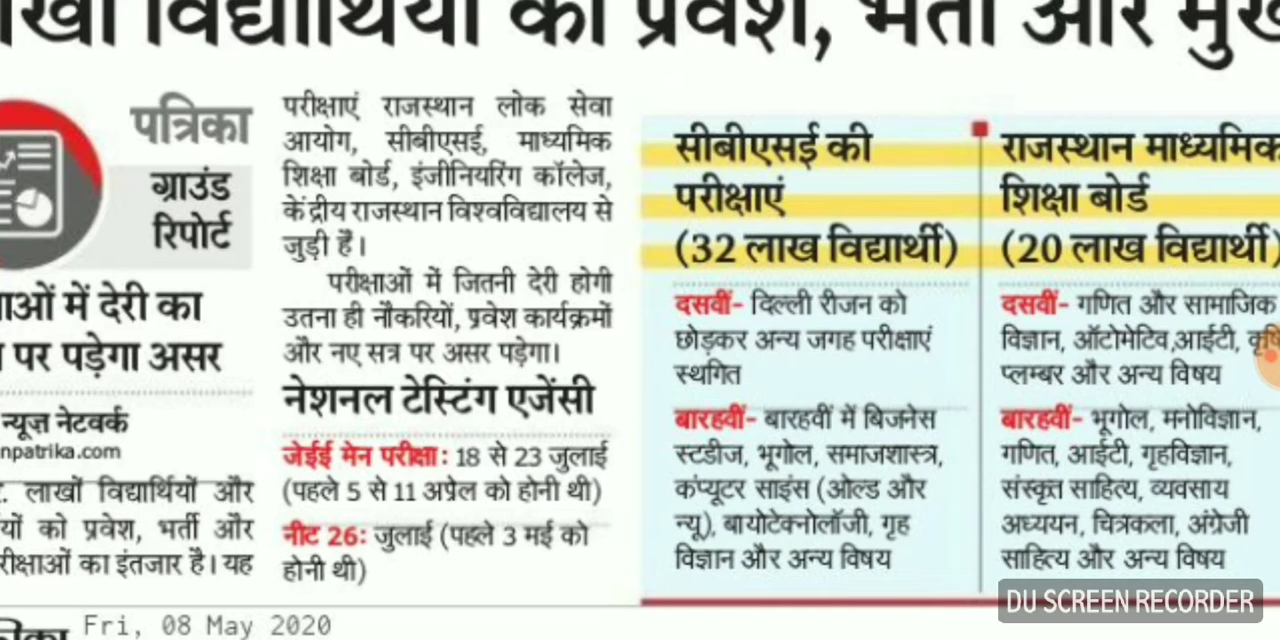 विद्यार्थियों को प्रवेश, भर्ती और
पत्रिका
ग्राउंड
रिपोर्ट
में देरी का
पर पड़ेगा असर
न्यूज़ नेटवर्क
npatrika.com
लाखों विद्यार्थियों और
को प्रवेश, भर्ती और
का इंतजार है। यह
परीक्षाएं राजस्थान लोक सेवा
आयोग, सीबीएसई, माध्यमिक
शिक्षा बोर्ड, इंजीनियरिंग कॉलेज,
केंद्रीय राजस्थान विश्वविद्यालय से
जुड़ी है।
परीक्षाओं में जितनी देरी होगी
उतना ही नौकरियों, प्रवेश कार्यक्रमों
और नए सत्र पर असर पड़ेगा।
नेशनल टेस्टिंग एजेंसी
जेईई मेन परीक्षा: 18 से 23 जुलाई
(पहले 5 से 11 अप्रेल को होनी थी)
नीट 26: जुलाई (पहले 3 मई को
होनी थी)
सीबीएसई की
परीक्षाएं
(32 लाख विद्यार्थी)
दसवीं- दिल्ली रीजन को
छोड़कर अन्य जगह परीक्षाएं
स्थगित
बारहवीं- बारहवीं में बिजनेस
स्टडीज, भूगोल, समाजशास्त्र,
कंप्यूटर साइंस (ओल्ड और
न्यू), बायोटेक्नोलॉजी, गृह
विज्ञान और अन्य विषय
राजस्थान माध्यमिक
शिक्षा बोर्ड
(20 लाख विद्यार्थी)
दसवीं- गणित और सामाजिक
विज्ञान, ऑटोमेटिव,आईटी,
प्लम्बर और अन्य विषय
बारहवीं- भूगोल, मनोविज्ञान,
गणित, आईटी, गृहविज्ञान,
संस्कृत साहित्य, व्यवसाय
अध्ययन, चित्रकला, अंग्रेजी
साहित्य और अन्य विषय
DU SCREEN RECORDER
Fri, 08 May 2020